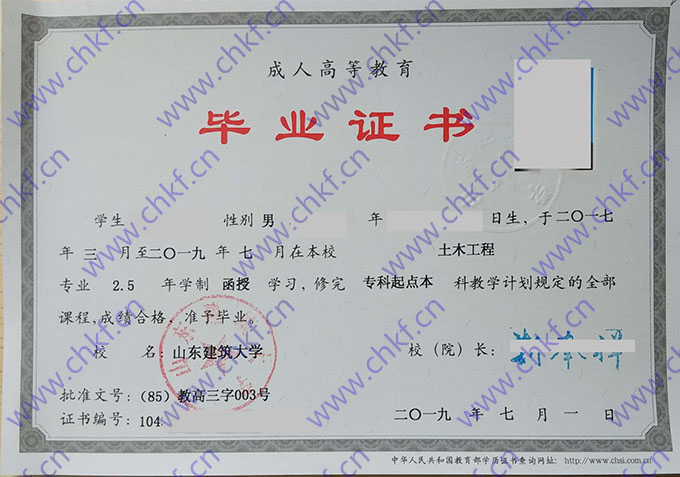 成人高等教育
毕业证书
学生 性别 男 年 日生，于二〇一七
年 三 月至二〇一九 年 七 月在本校 土木工程
专业 2.5 年学制 函授 学习，修完 专科起点本 科教学计划规定的全部
课程，成绩合格，准予毕业。
校 名：山东建筑大学 校（院）长：
批准文号：（85）教高三字003号
证书编号：104 二〇一九 年 七 月 一 日
中华人民共和国教育部学历证书查询网址：http://www.chsi.com.cn
www.chkf.cn